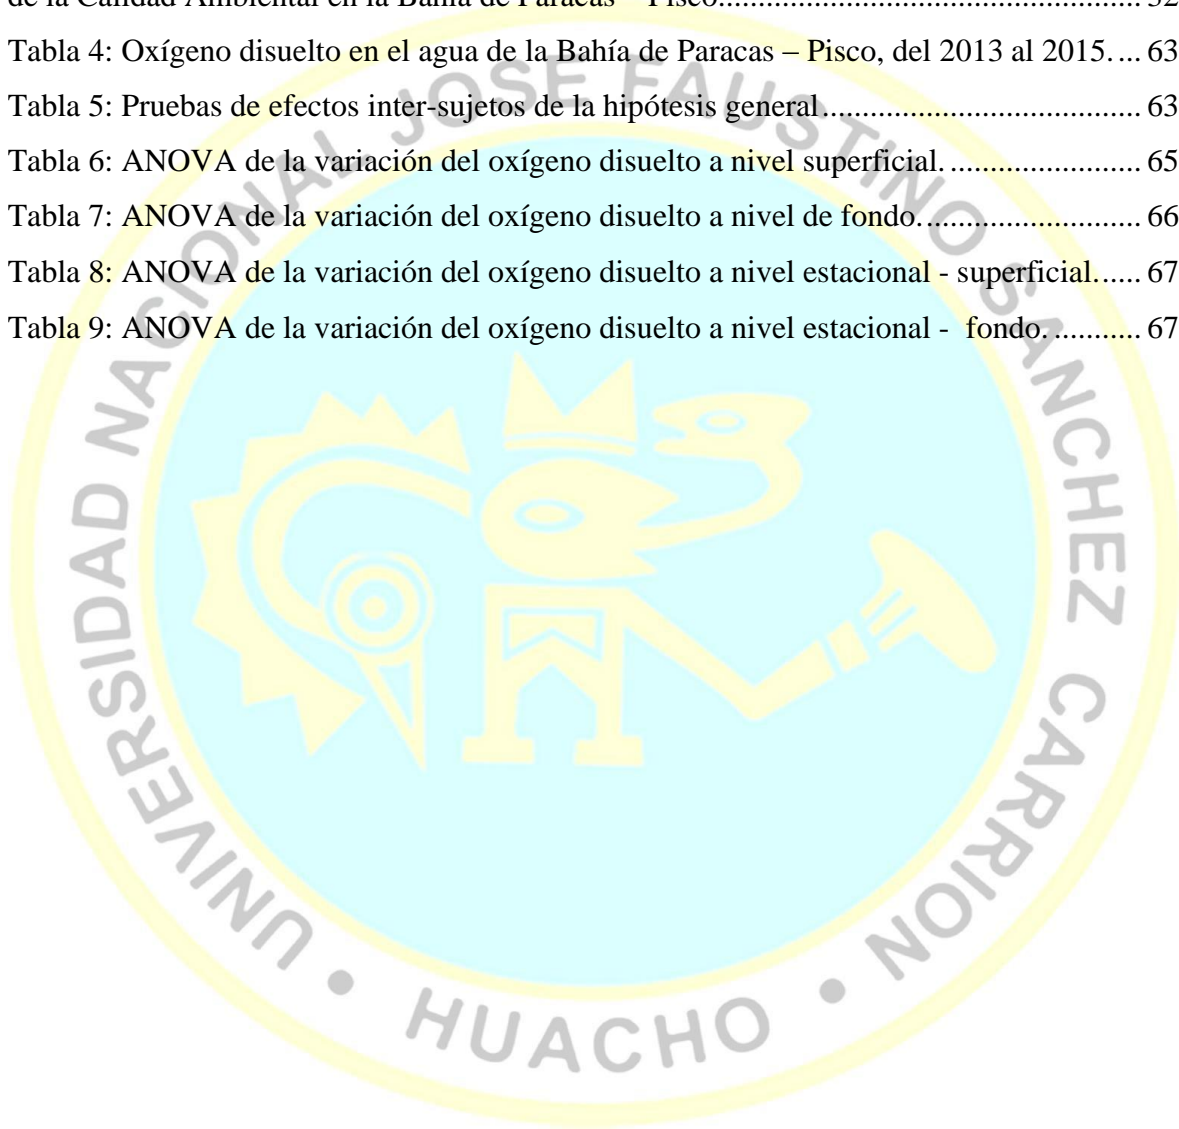 de la Calidad Ambiental en la Bahía de Paracas – Pisco.................................................. 52
Tabla 4: Oxígeno disuelto en el agua de la Bahía de Paracas – Pisco, del 2013 al 2015. ... 63
Tabla 5: Pruebas de efectos inter-sujetos de la hipótesis general ...................................... 63
Tabla 6: ANOVA de la variación del oxígeno disuelto a nivel superficial. ....................... 65
Tabla 7: ANOVA de la variación del oxígeno disuelto a nivel de fondo. .......................... 66
Tabla 8: ANOVA de la variación del oxígeno disuelto a nivel estacional - superficial. ..... 67
Tabla 9: ANOVA de la variación del oxígeno disuelto a nivel estacional - fondo. ........... 67
UNIVERSIDAD NACIONAL JOSE FAUSTINO SANCHEZ CARRION
• HUACHO •